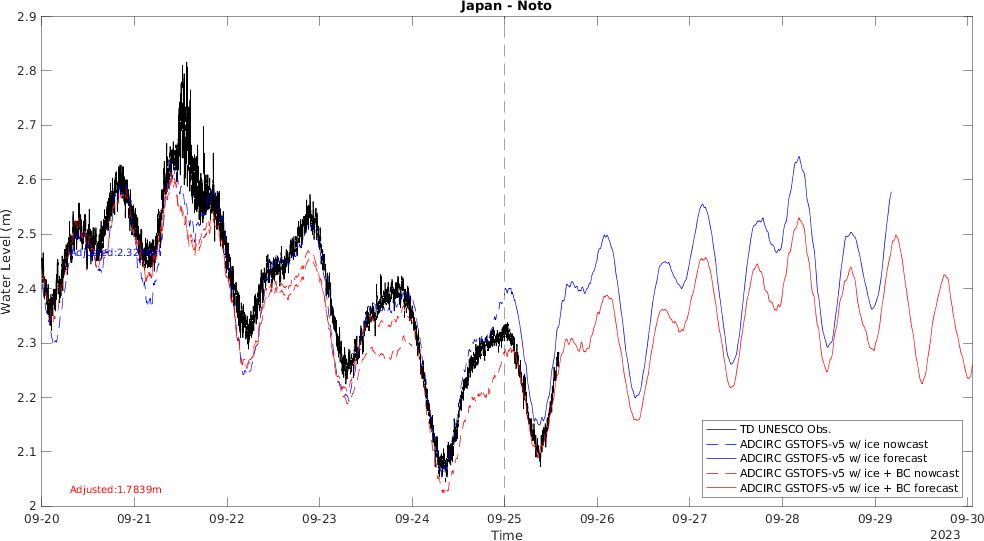 Japan - Noto
2.9
2.8
2.7
2.6
2.5
2.4
2.3
2.2
2.1
2
Water Level (m)
Adjusted:2.32
Adjusted:1.7839m
TD UNESCO Obs.
ADCIRC GSTOFS-v5 w/ ice nowcast
ADCIRC GSTOFS-v5 w/ ice forecast
ADCIRC GSTOFS-v5 w/ ice + BC nowcast
ADCIRC GSTOFS-v5 w/ ice + BC forecast
09-20 09-21 09-22 09-23 09-24 09-25 09-26 09-27 09-28 09-29 09-30
Time
2023